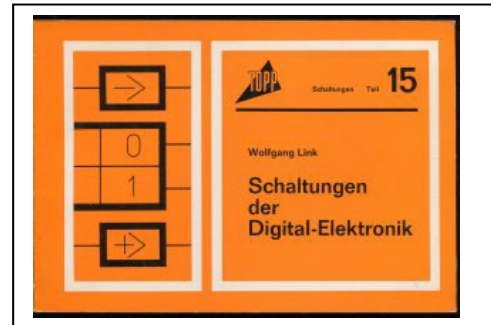 TOPP
Schaltungen Teil 15
Wolfgang Link
Schaltungen
der
Digital-Elektronik
->
0
1
+>